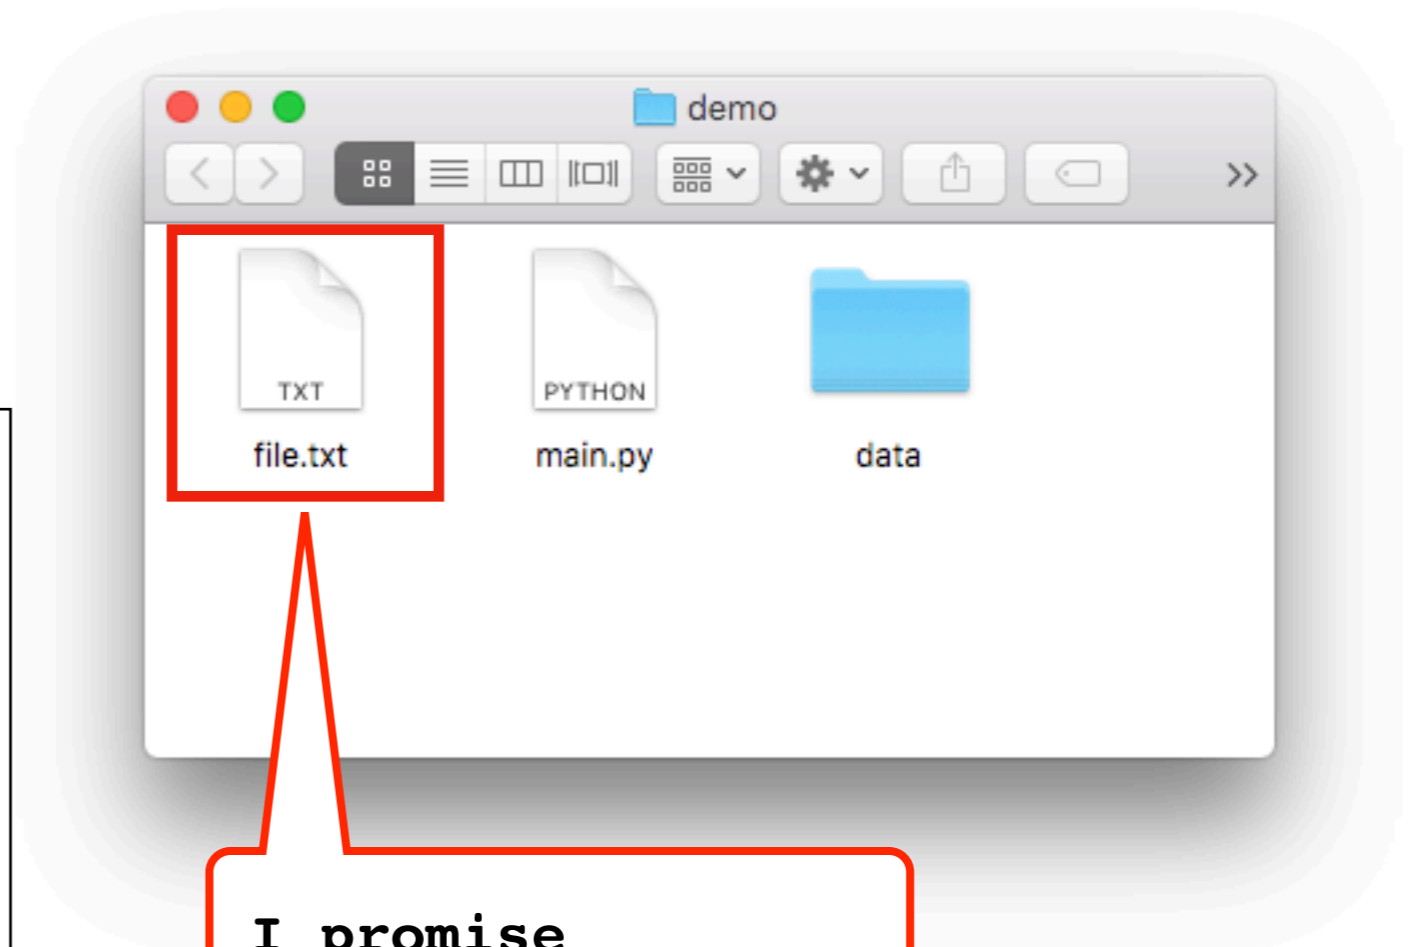 demo
TXT
PYTHON
file.txt
main.py
data
I promise